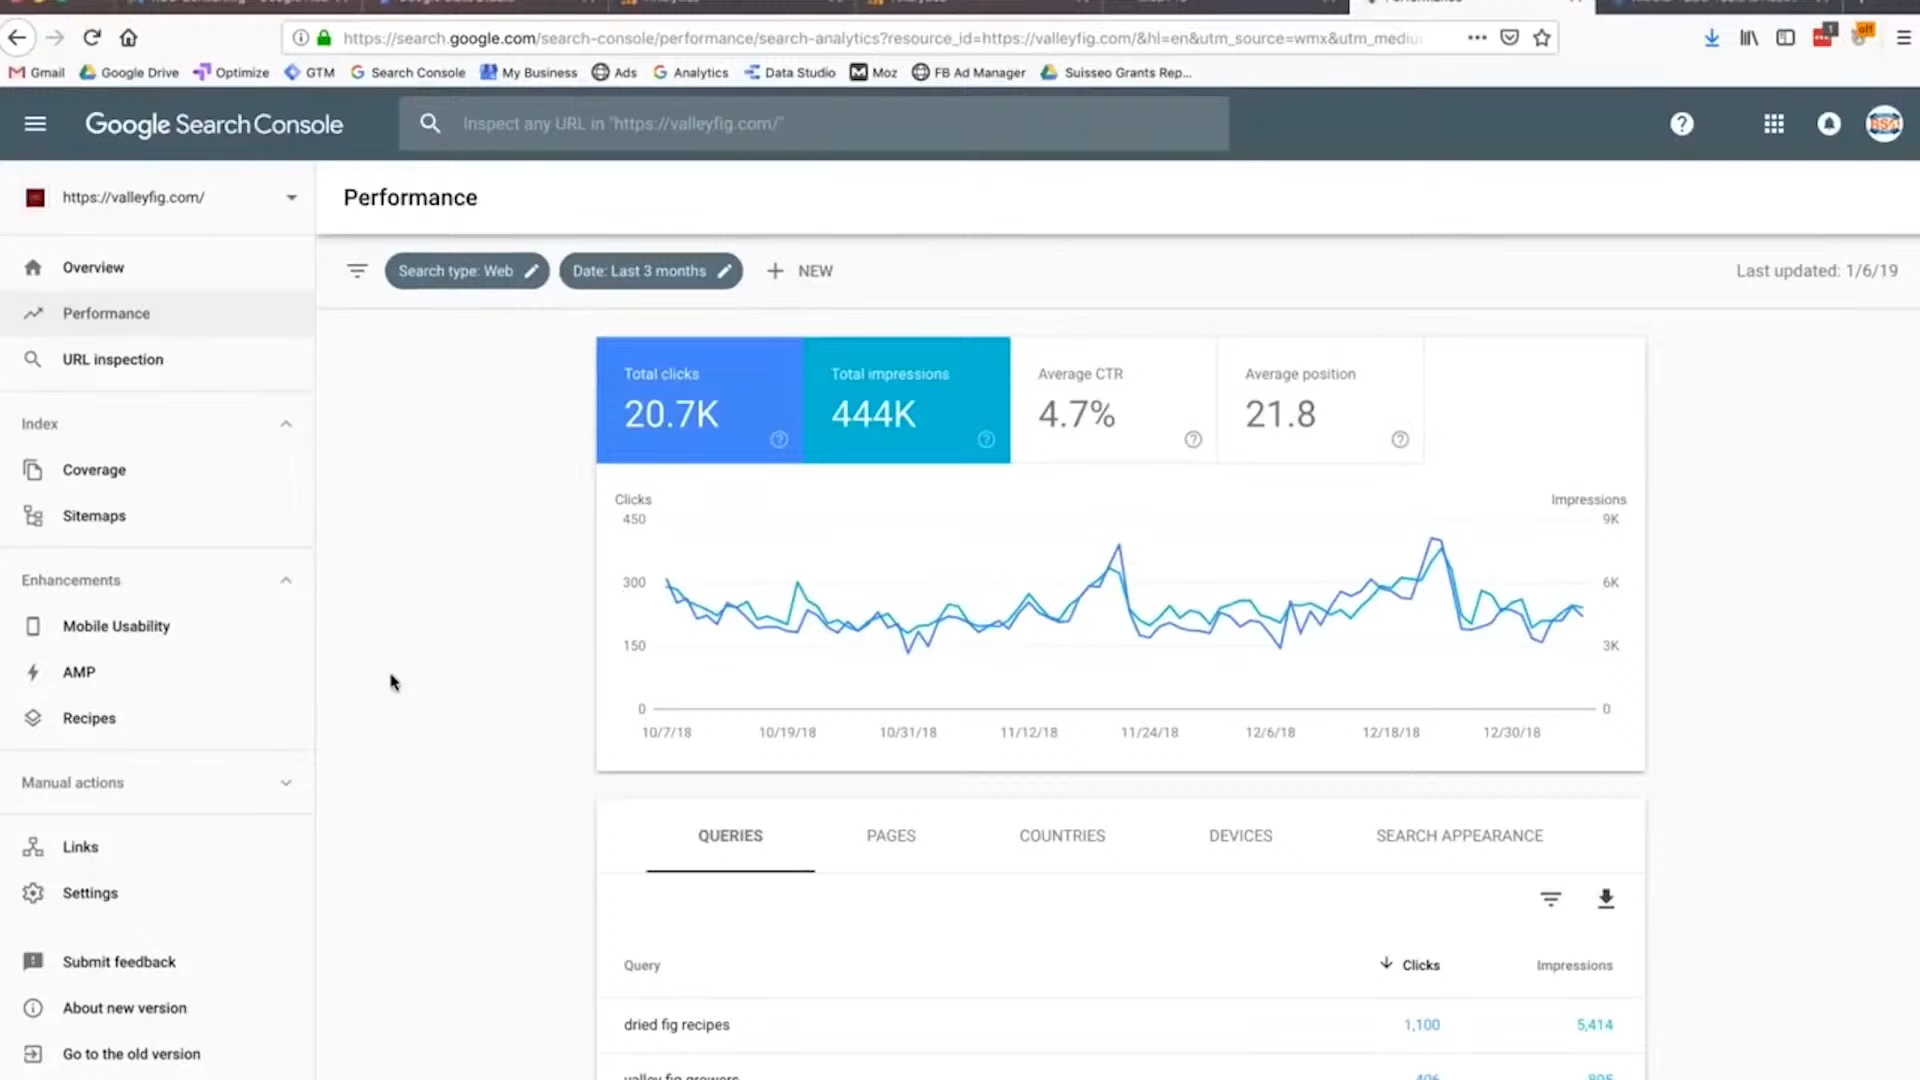 https://search.google.com/search-console/performance/search-analytics?resource_id=https://valleyfig.com/&hl=en&utm_source=wmx&utm_mediu
1
off
Gmail Google Drive Optimize GTM Search Console My Business Ads Analytics Data Studio Moz FB Ad Manager Suisseo Grants Rep...
Google Search Console
Inspect any URL in "https://valleyfig.com/"
https://valleyfig.com/
Performance
Overview
Search type: Web
Date: Last 3 months
NEW
Last updated: 1/6/19
Performance
URL inspection
Index
Coverage
Sitemaps
Enhancements
Mobile Usability
AMP
Recipes
Manual actions
Links
Settings
Submit feedback
About new version
Go to the old version
Total clicks
20.7K
Total impressions
444K
Average CTR
4.7%
Average position
21.8
Clicks
Impressions
450
9K
300
6K
150
3K
0
0
10/7/18 10/19/18 10/31/18 11/12/18 11/24/18 12/6/18 12/18/18 12/30/18
QUERIES PAGES COUNTRIES DEVICES SEARCH APPEARANCE
Query Clicks Impressions
dried fig recipes 1,100 5,414
valley fig growers 406